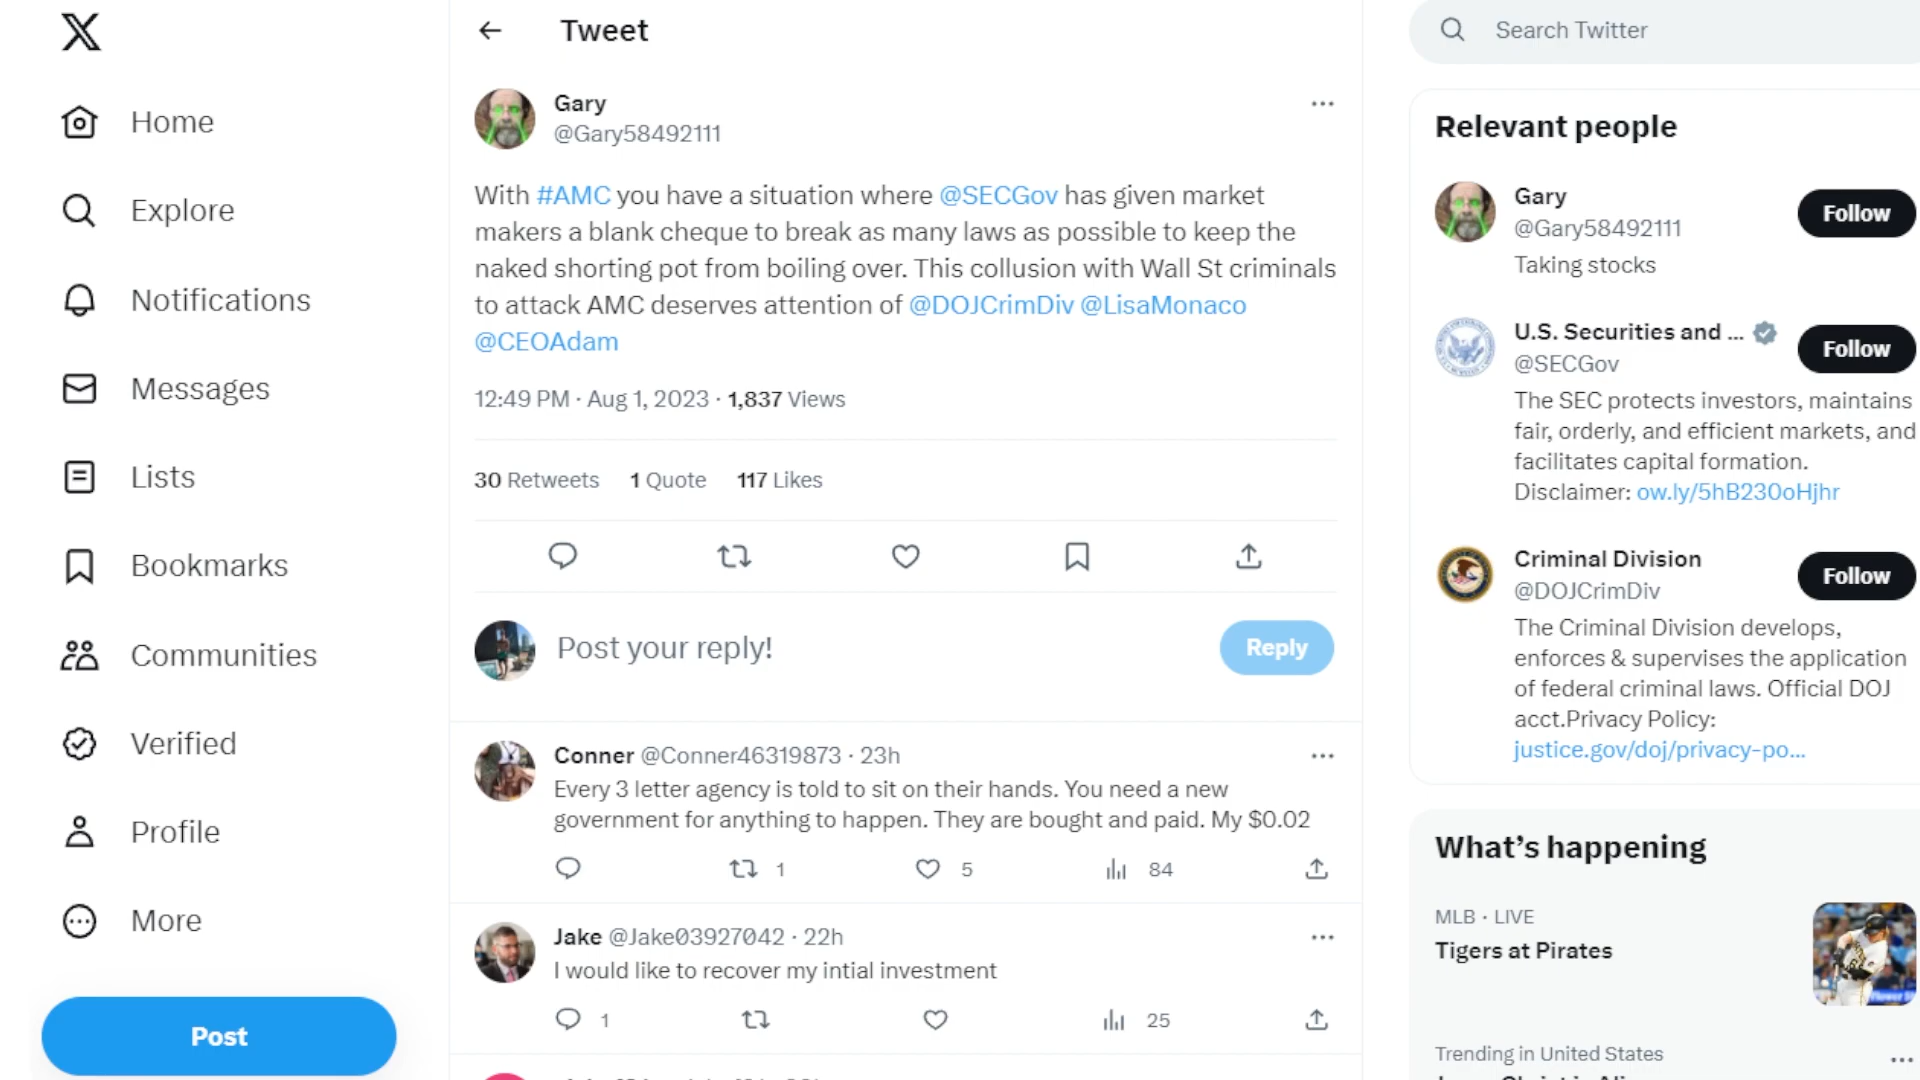 Tweet
Search Twitter
Home
Explore
Notifications
Messages
Lists
Bookmarks
Communities
Verified
Profile
More
Post
Gary
@Gary58492111
With #AMC you have a situation where @SECGov has given market
makers a blank cheque to break as many laws as possible to keep the
naked shorting pot from boiling over. This collusion with Wall St criminals
to attack AMC deserves attention of @DOJCrimDiv @LisaMonaco
@CEOAdam
12:49 PM · Aug 1, 2023 · 1,837 Views
30 Retweets 1 Quote 117 Likes
Post your reply!
Reply
Conner @Conner46319873 · 23h
Every 3 letter agency is told to sit on their hands. You need a new
government for anything to happen. They are bought and paid. My $0.02
1 5 84
Jake @Jake03927042 · 22h
I would like to recover my intial investment
1 25
Relevant people
Gary
@Gary58492111
Follow
Taking stocks
U.S. Securities and ...
@SECGov
Follow
The SEC protects investors, maintains
fair, orderly, and efficient markets, and
facilitates capital formation.
Disclaimer: ow.ly/5hB230oHjhr
Criminal Division
@DOJCrimDiv
Follow
The Criminal Division develops,
enforces & supervises the application
of federal criminal laws. Official DOJ
acct.Privacy Policy:
justice.gov/doj/privacy-po...
What's happening
MLB · LIVE
Tigers at Pirates
Trending in United States